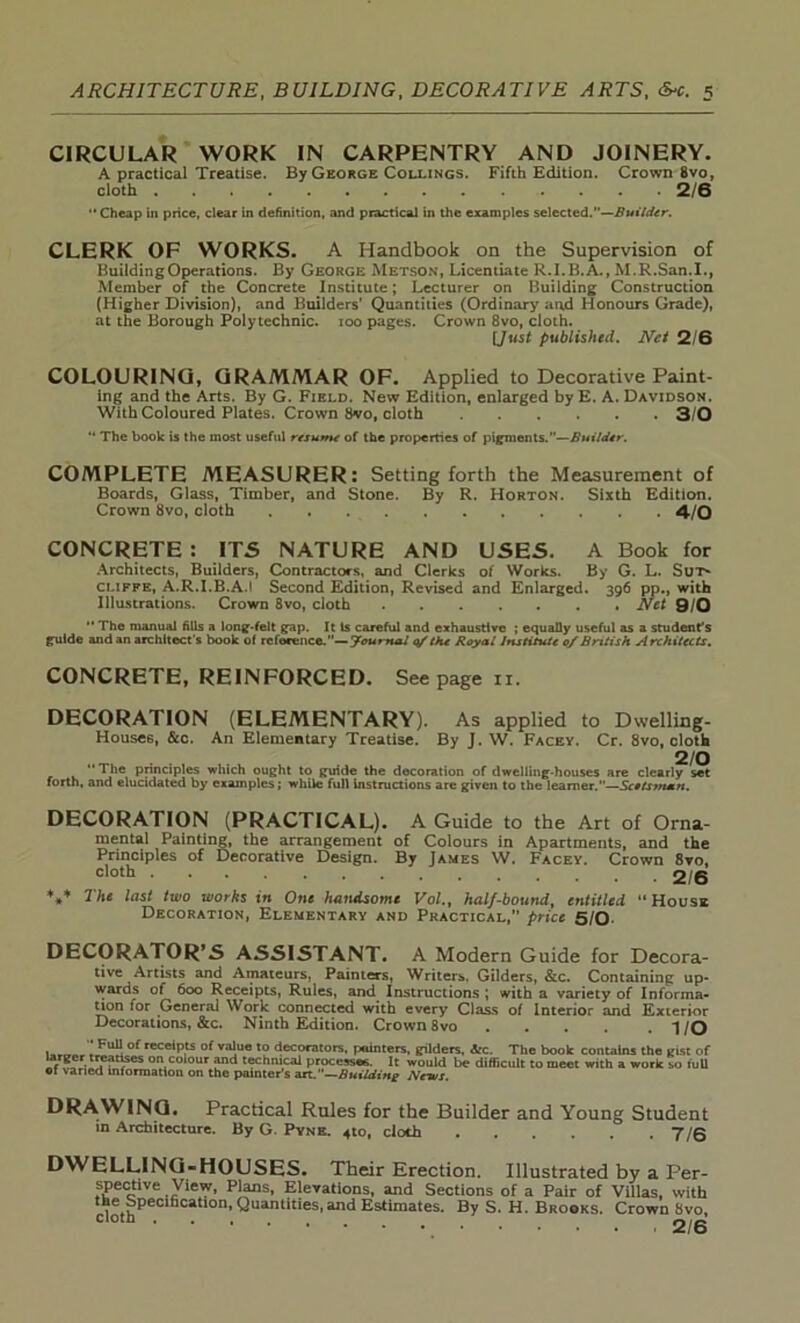 ARCHITECTURE, BUILDING, DECORATIVE ARTS, &c. 5
CIRCULAR WORK IN CARPENTRY AND JOINERY.
A practical Treatise. By GEORGE COLLINGS. Fifth Edition. Crown 8vo,
cloth . . . . . . . . . . . . . . 2/6
"Cheap in price, clear in definition, and practical in the examples selected."—Builder.
CLERK OF WORKS. A Handbook on the Supervision of
Building Operations. By GEORGE METSON, Licentiate R.I.B.A., M.R.San.I.,
Member of the Concrete Institute; Lecturer on Building Construction
(Higher Division), and Builders' Quantities (Ordinary and Honours Grade),
at the Borough Polytechnic. 100 pages. Crown 8vo, cloth.
[Just published. Net 2/6
COLOURING, GRAMMAR OF. Applied to Decorative Paint-
ing and the Arts. By G. FIELD. New Edition, enlarged by E. A. DAVIDSON.
With Coloured Plates. Crown 8vo, cloth . . . . . . 3/0
"The book is the most useful resume of the properties of pigments."—Builder.
COMPLETE MEASURER: Setting forth the Measurement of
Boards, Glass, Timber, and Stone. By R. HORTON. Sixth Edition.
Crown 8vo, cloth . . . . . . . . . . . 4/0
CONCRETE: ITS NATURE AND USES. A Book for
Architects, Builders, Contractors, and Clerks of Works. By G. L. SUT-
CLIFFE, A.R.I.B.A. Second Edition, Revised and Enlarged. 396 pp., with
Illustrations. Crown 8vo, cloth . . . . . . . Net 9/0
"The manual fills a long-felt gap. It is careful and exhaustive; equally useful as a student's
guide and an architect's book of reference."—Journal of the Royal Institute of British Architects.
CONCRETE, REINFORCED. See page 11.
DECORATION (ELEMENTARY). As applied to Dwelling-
Houses, &c. An Elementary Treatise. By J. W. FACEY. Cr. 8vo, cloth
2/0
"The principles which ought to guide the decoration of dwelling-houses are clearly set
forth, and elucidated by examples; while full instructions are given to the learner."—Scotsman.
DECORATION (PRACTICAL). A Guide to the Art of Orna-
mental Painting, the arrangement of Colours in Apartments, and the
Principles of Decorative Design. By JAMES W. FACEY. Crown 8vo,
cloth . . . . . . . . . . . . . . 2/6
*** The last two works in One handsome Vol., half-bound, entitled "HOUSE
DECORATION, ELEMENTARY AND PRACTICAL," price 5/0.
DECORATOR'S ASSISTANT. A Modern Guide for Decora-
tive Artists and Amateurs, Painters, Writers, Gilders, &c. Containing up-
wards of 600 Receipts, Rules, and Instructions; with a variety of Informa-
tion for General Work connected with every Class of Interior and Exterior
Decorations, &c. Ninth Edition. Crown 8vo . . . . . 1/0
"Full of receipts of value to decorators, painters, gilders, &c. The book contains the gist of
larger treatises on colour and technical processes. It would be difficult to meet with a work so full
of varied information on the painter's art."—Building News.
DRAWING. Practical Rules for the Builder and Young Student
in Architecture. By G. PYNE. 4to, cloth . . . . . . . 7/6
DWELLING-HOUSES. Their Erection. Illustrated by a Per-
spective View, Plans, Elevations, and Sections of a Pair of Villas, with
the Specification, Quantities, and Estimates. By S. H. BROOKS. Crown 8vo,
cloth . . . . . . . . . . . . . . 2/6